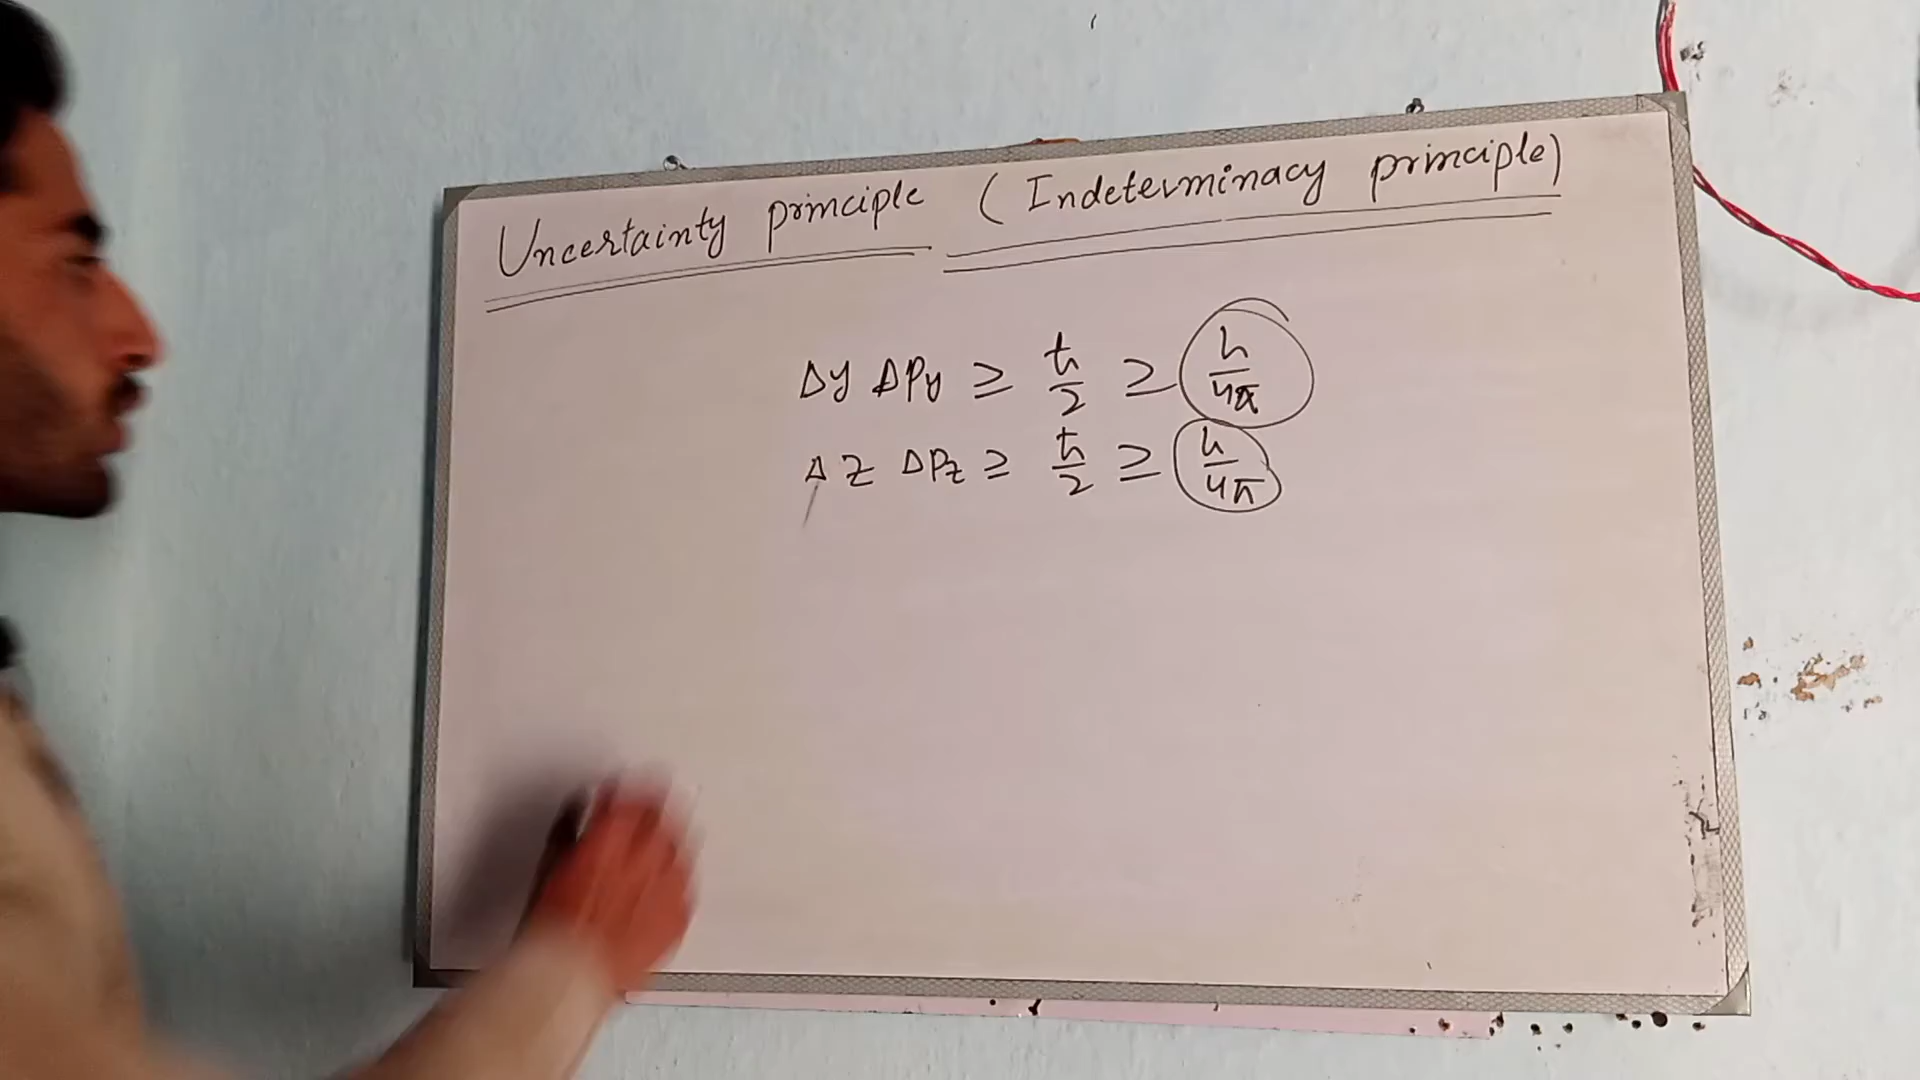 Uncertainty principle (Indeterminacy principle)
Δy ΔPy ≥ ħ/2 ≥ h/4π
Δz ΔPz ≥ ħ/2 ≥ h/4π